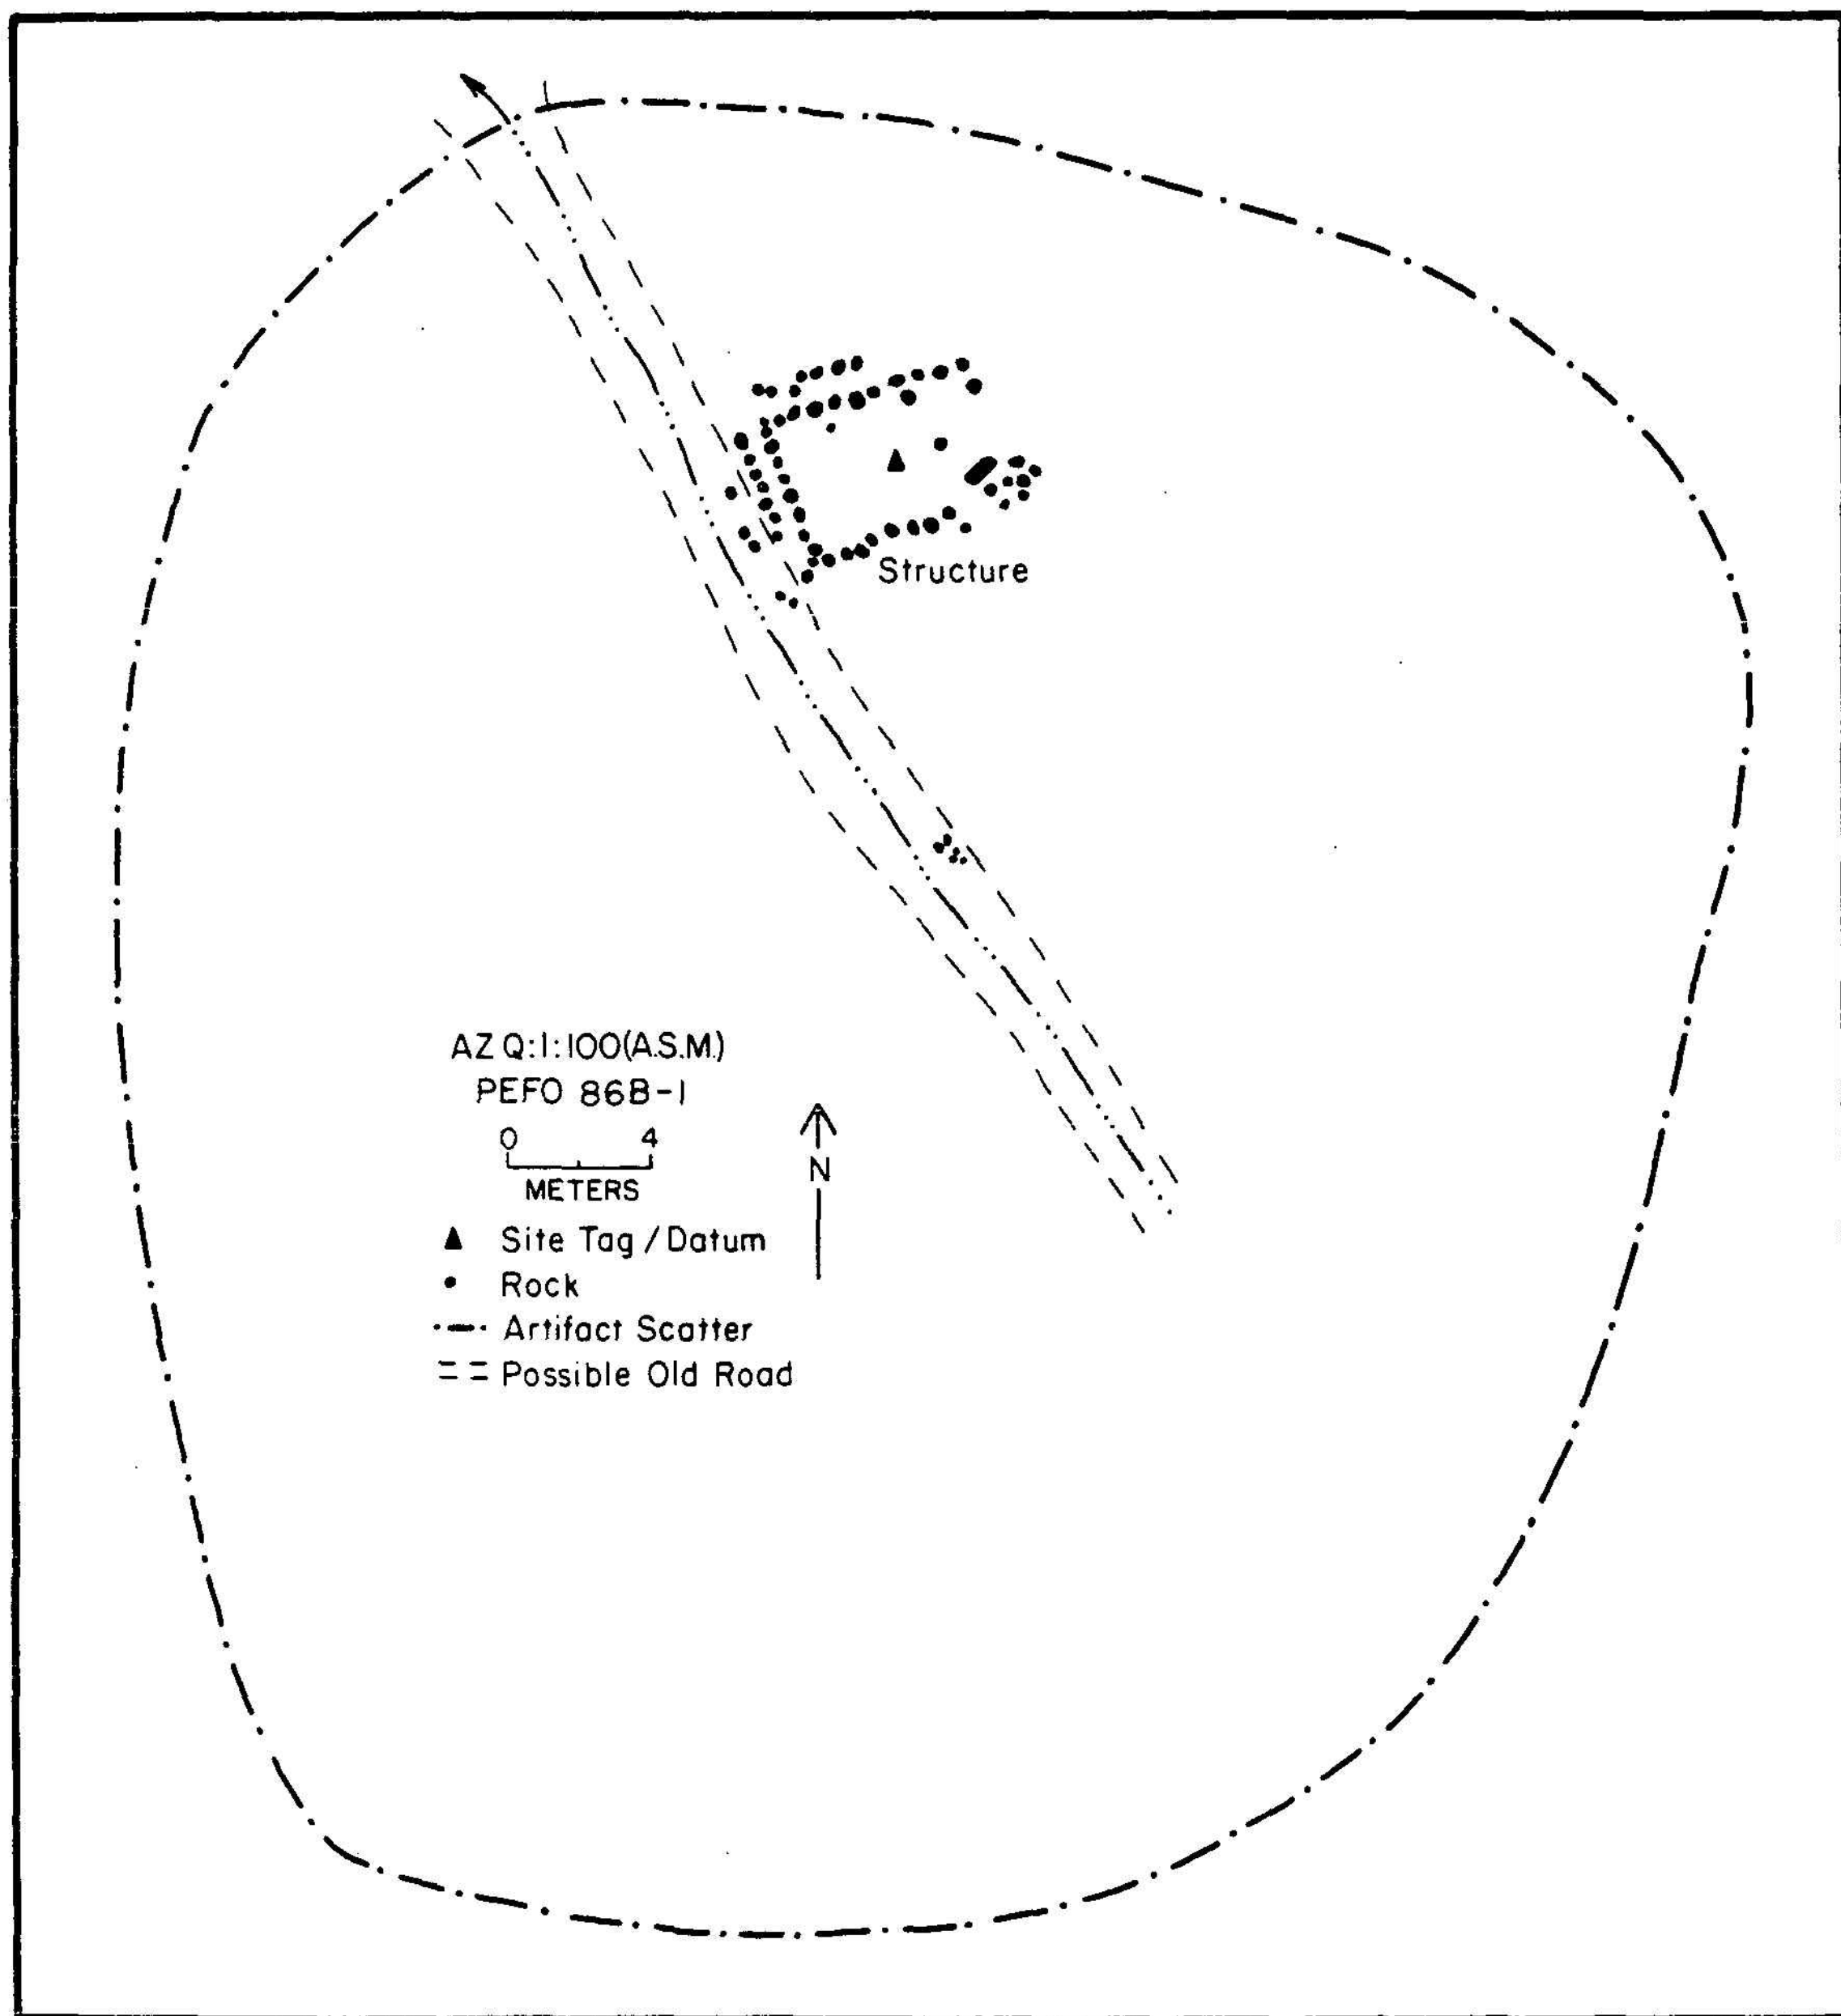 Structure
AZ Q:1:100(A.S.M.)
PEFO 86B-1
0 4
METERS
N
Site Tag / Datum
Rock
Artifact Scatter
Possible Old Road